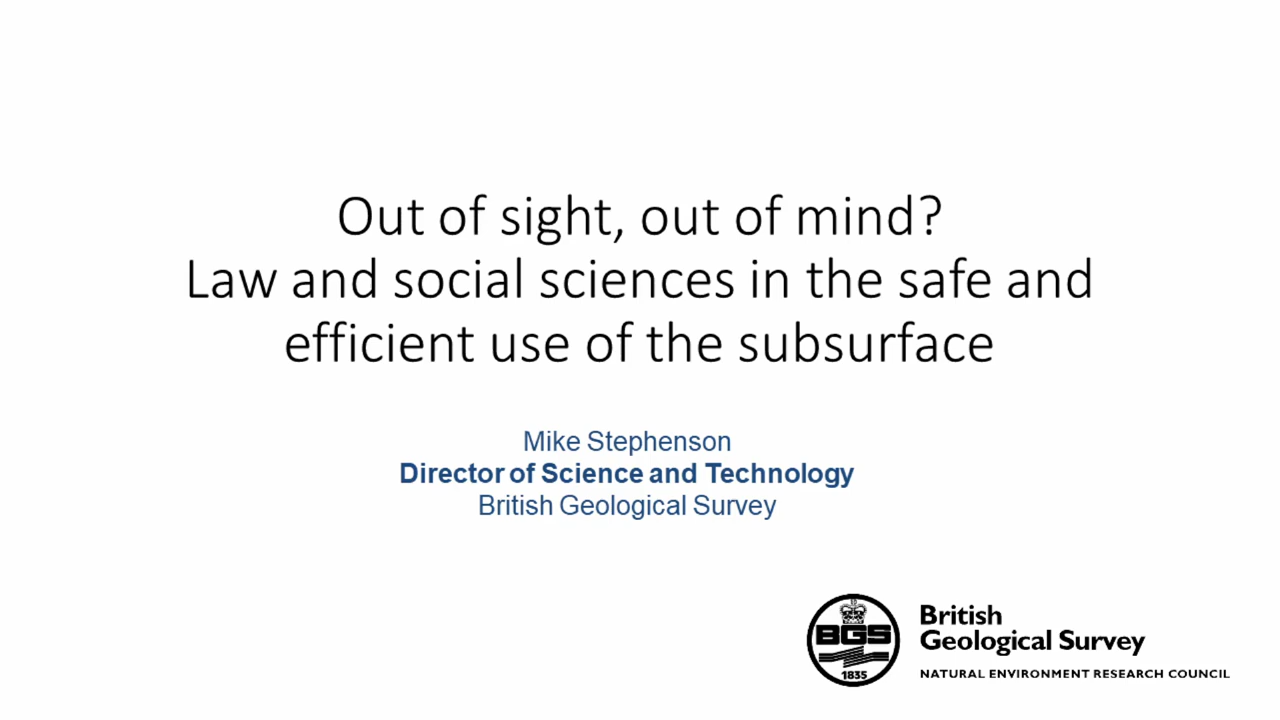 Out of sight, out of mind?
Law and social sciences in the safe and
efficient use of the subsurface
Mike Stephenson
Director of Science and Technology
British Geological Survey
BGS
1835
British
Geological Survey
NATURAL ENVIRONMENT RESEARCH COUNCIL